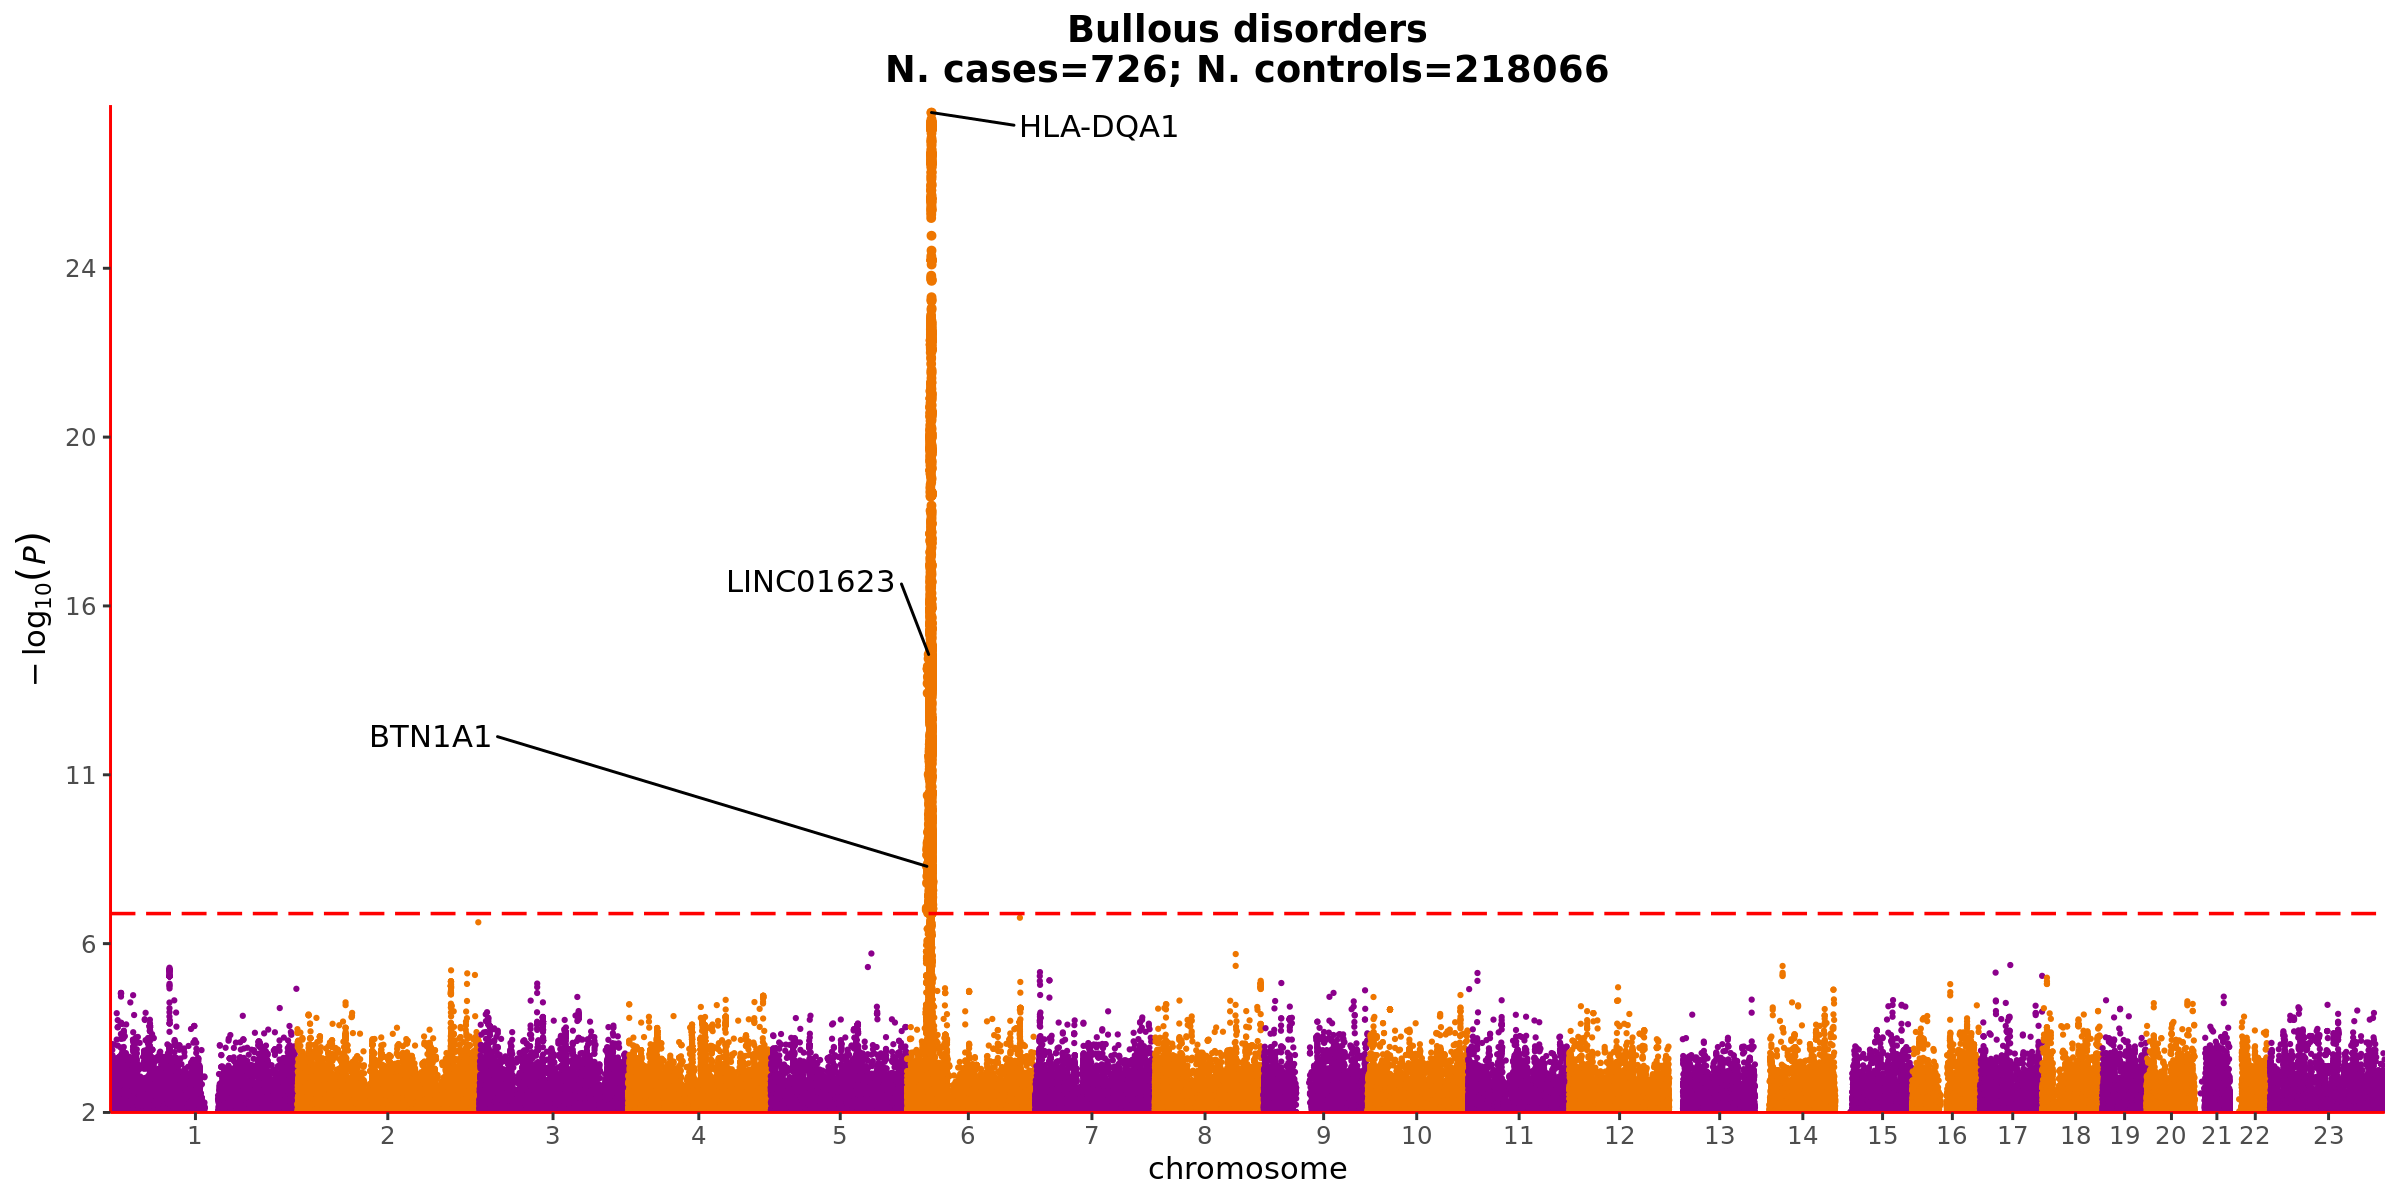 Bullous disorders
N. cases=726; N. controls=218066
HLA-DQA1
LINC01623
BTN1A1
24
20
16
11
6
2
−log₁₀(P)
1 2 3 4 5 6 7 8 9 10 11 12 13 14 15 16 17 18 19 20 21 22 23
chromosome